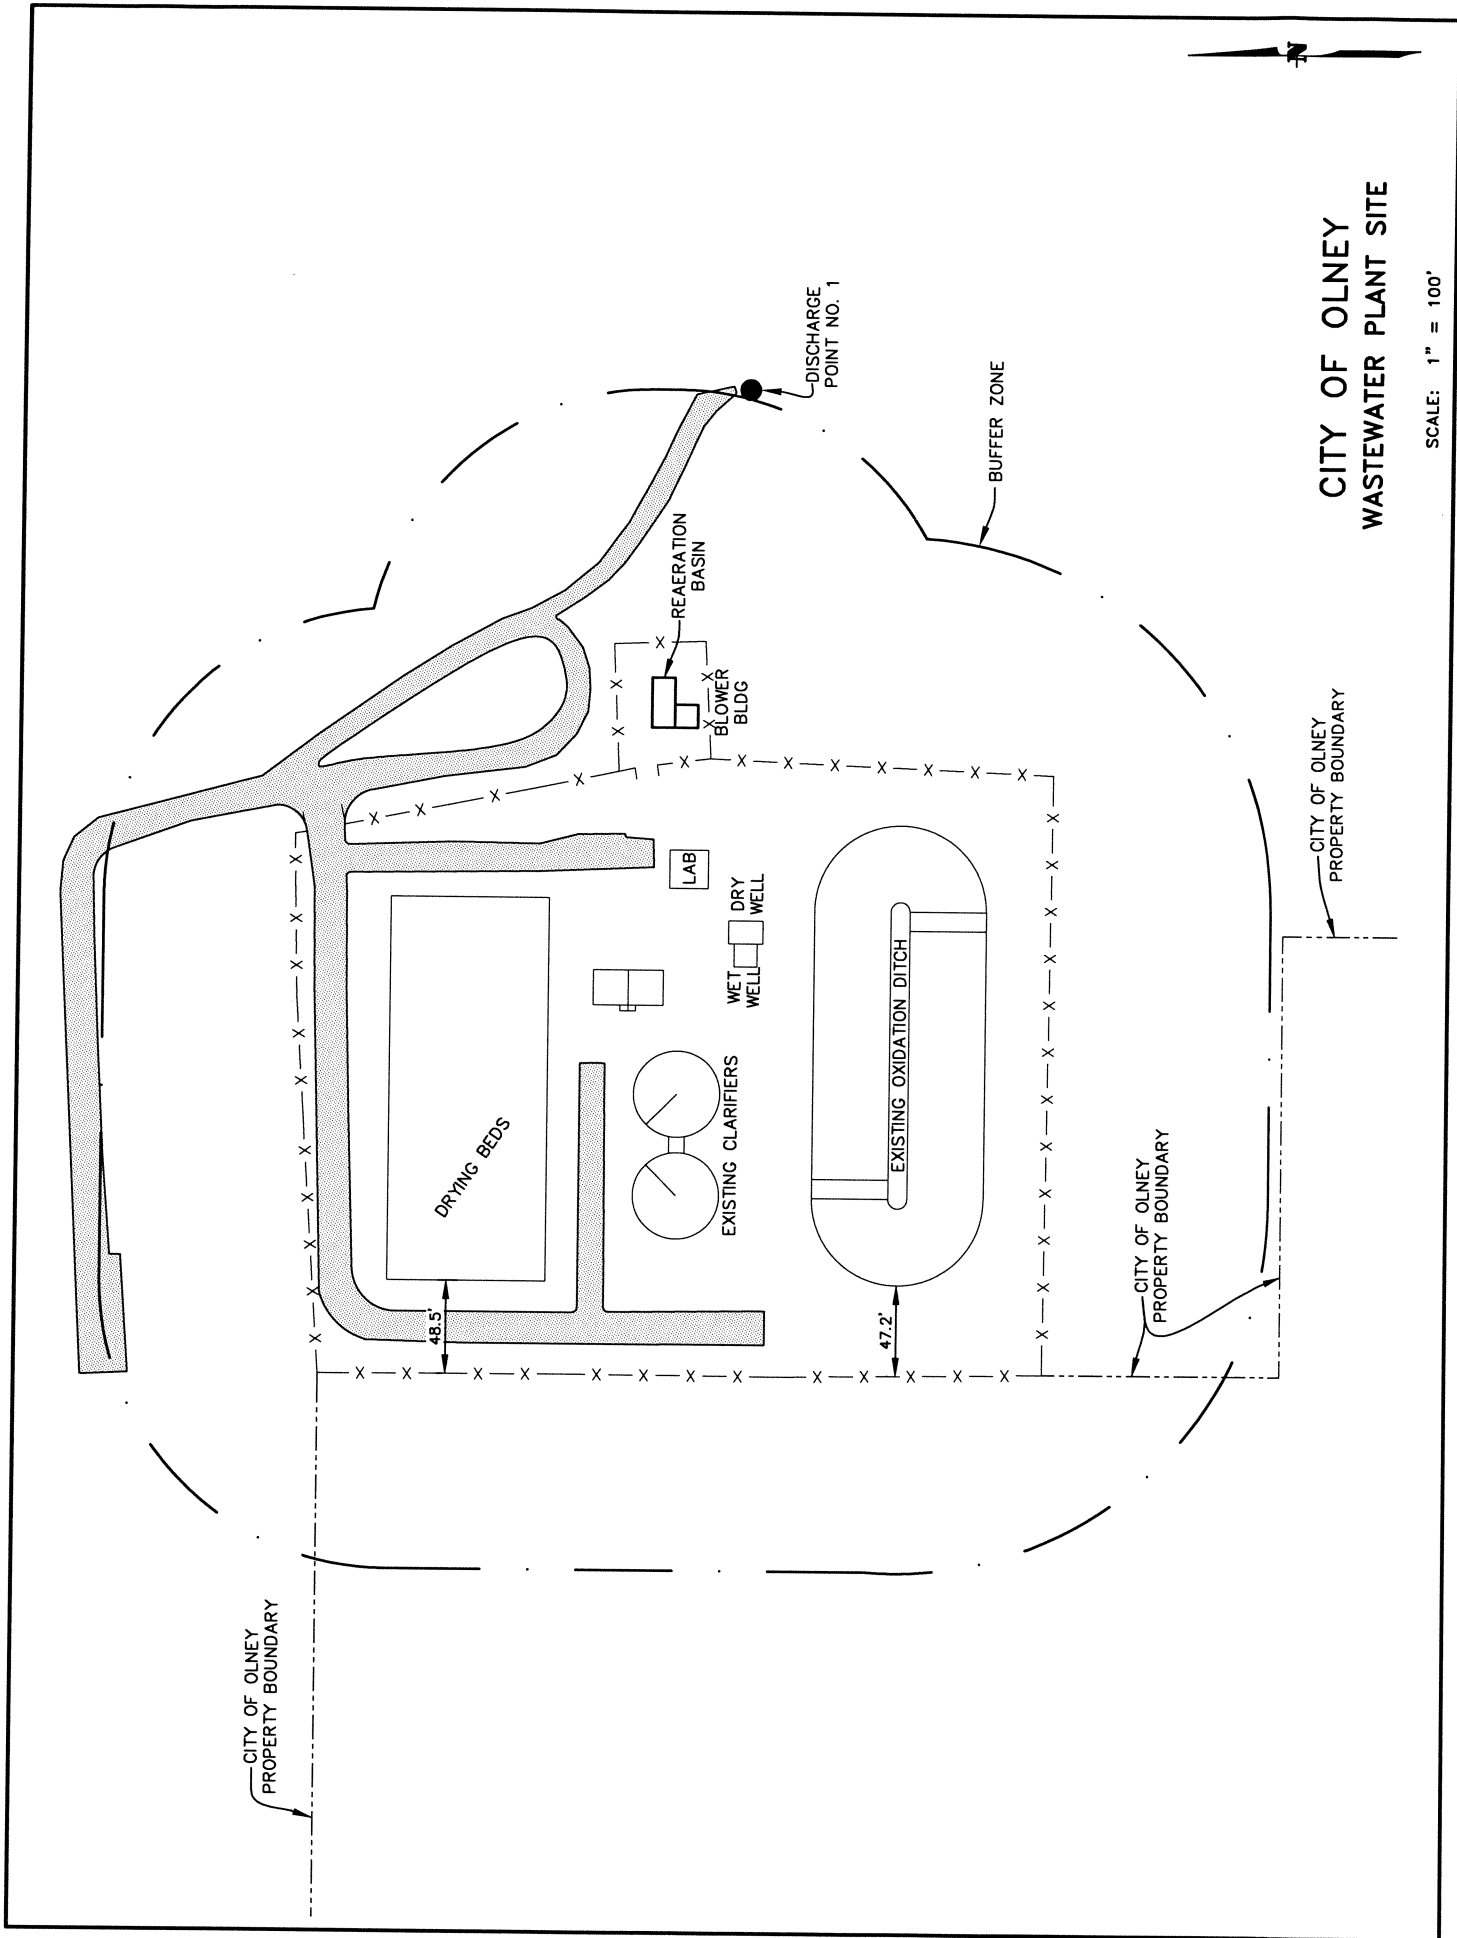 N
DISCHARGE
POINT NO. 1
BUFFER ZONE
REAERATION
BASIN
BLOWER
BLDG
LAB
DRY
WELL
WET
WELL
DRYING BEDS
EXISTING CLARIFIERS
EXISTING OXIDATION DITCH
48.5'
47.2'
CITY OF OLNEY
PROPERTY BOUNDARY
CITY OF OLNEY
PROPERTY BOUNDARY
CITY OF OLNEY
PROPERTY BOUNDARY
CITY OF OLNEY
WASTEWATER PLANT SITE
SCALE: 1" = 100'